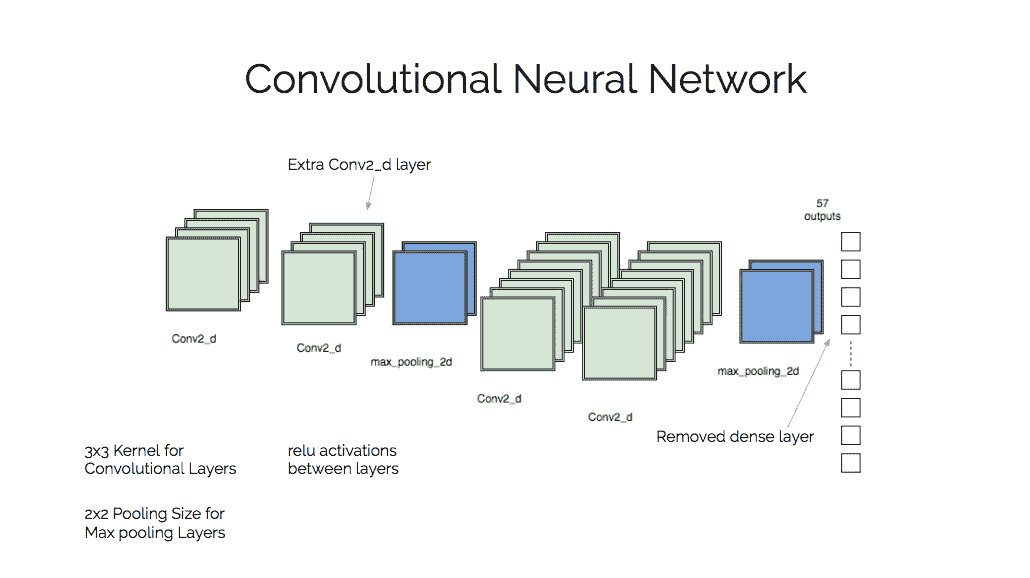 Convolutional Neural Network
Extra Conv2_d layer
57
outputs
Conv2_d
Conv2_d
max_pooling_2d
Conv2_d
Conv2_d
max_pooling_2d
Removed dense layer
3x3 Kernel for
Convolutional Layers
relu activations
between layers
2x2 Pooling Size for
Max pooling Layers